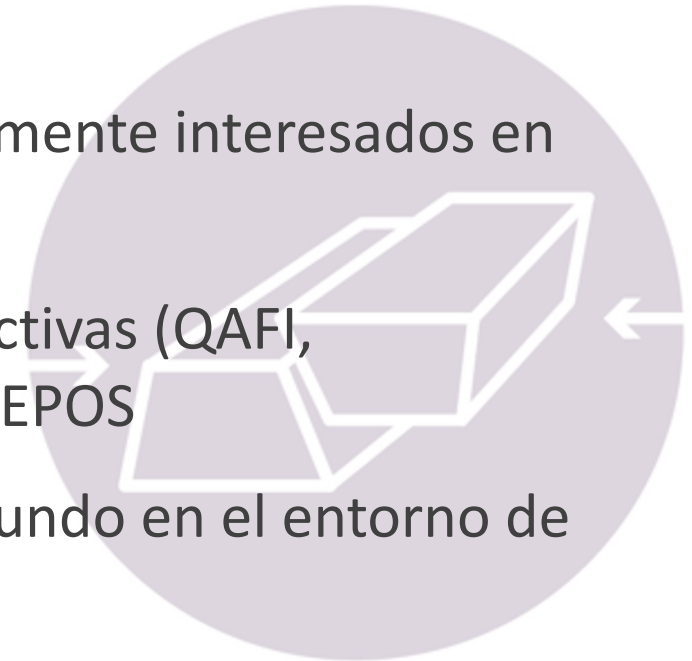 mente interesados en
ctivas (QAFI,
EPOS
undo en el entorno de